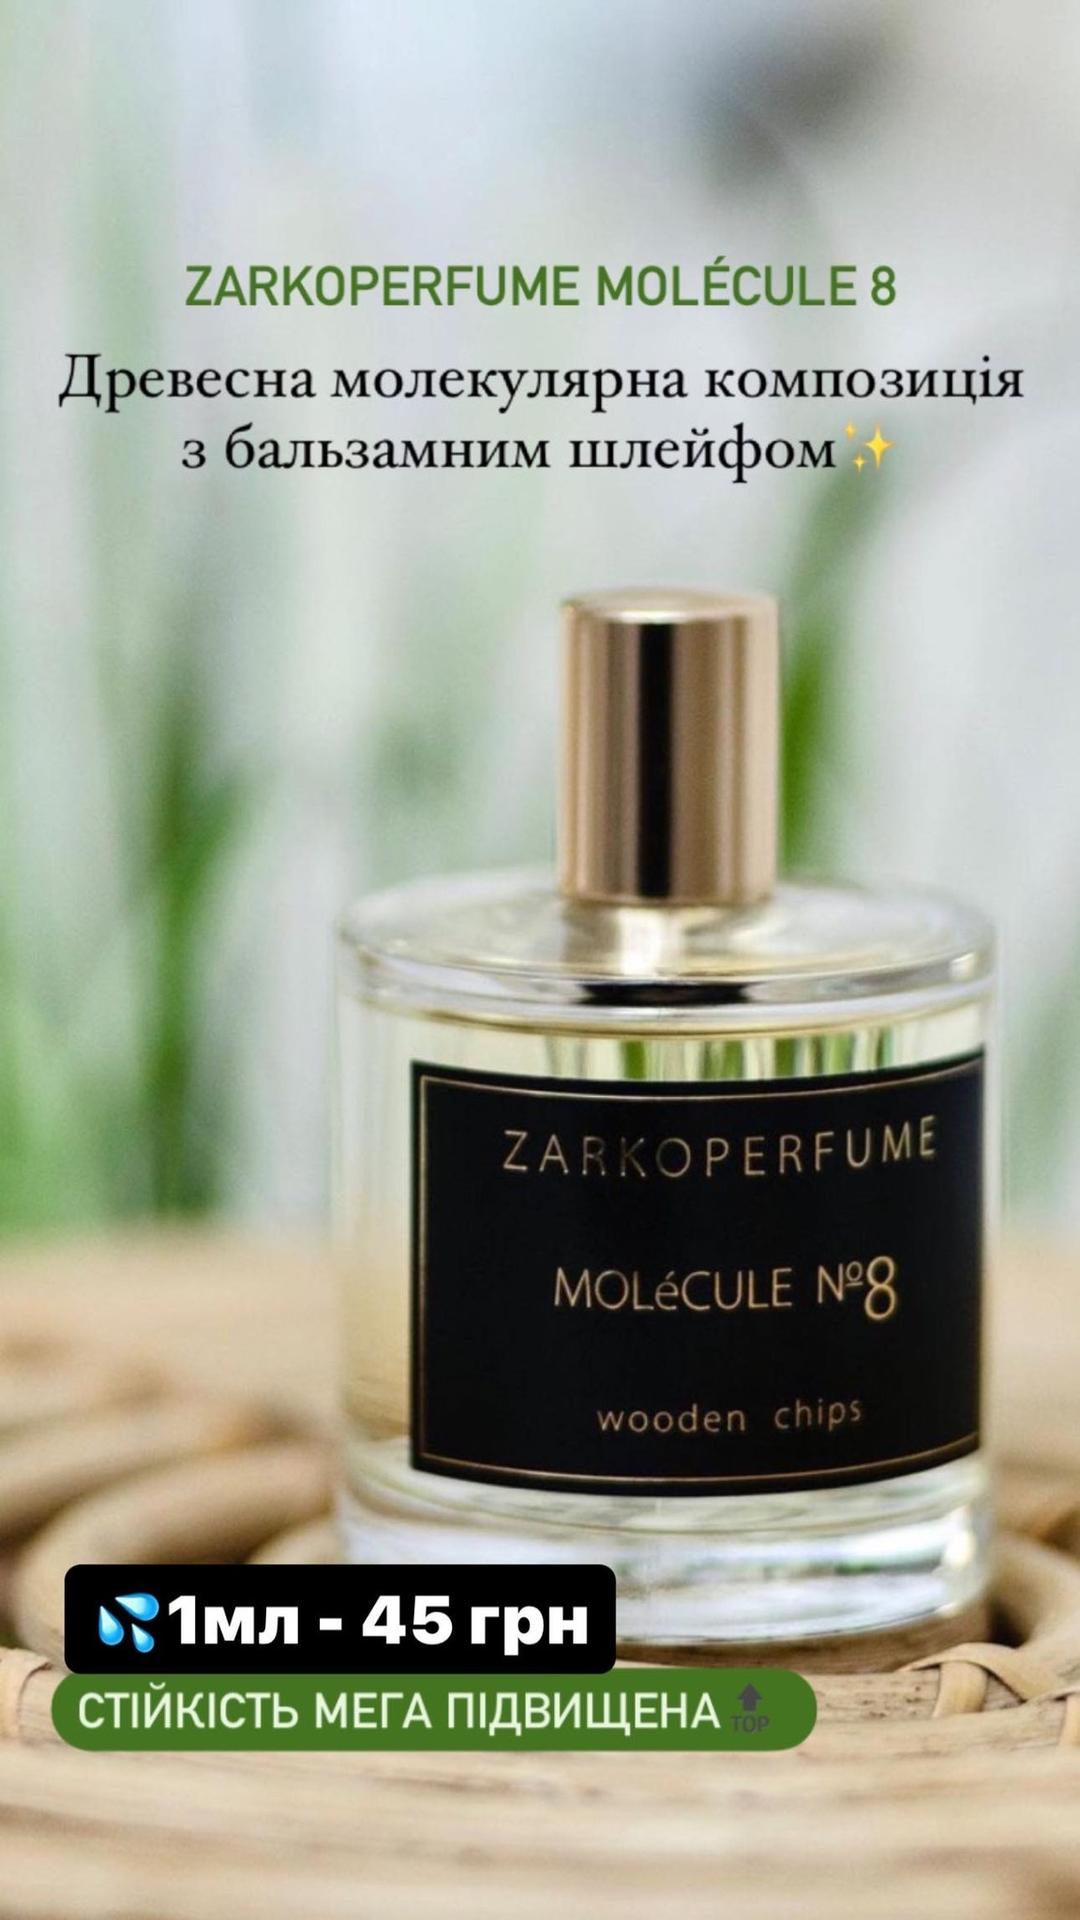 ZARKOPERFUME MOLÉCULE 8
Древесна молекулярна композиція
з бальзамним шлейфом✨
ZARKOPERFUME
MOLéCULE Nº8
wooden chips
💦1мл - 45 грн
СТІЙКІСТЬ МЕГА ПІДВИЩЕНА🔝